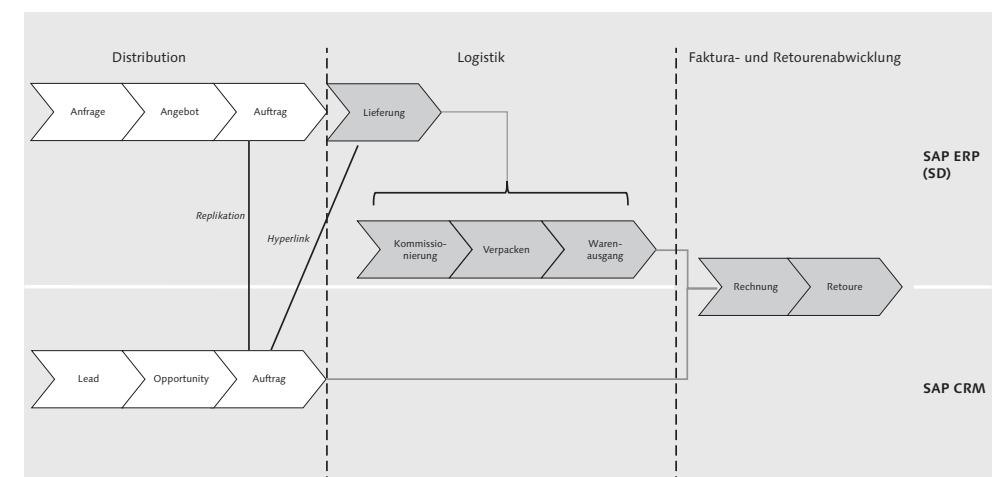 Distribution
Logistik
Faktura- und Retourenabwicklung
Anfrage
Angebot
Auftrag
Lieferung
SAP ERP
(SD)
Replikation
Hyperlink
Kommissio-
nierung
Verpacken
Waren-
ausgang
Rechnung
Retoure
Lead
Opportunity
Auftrag
SAP CRM